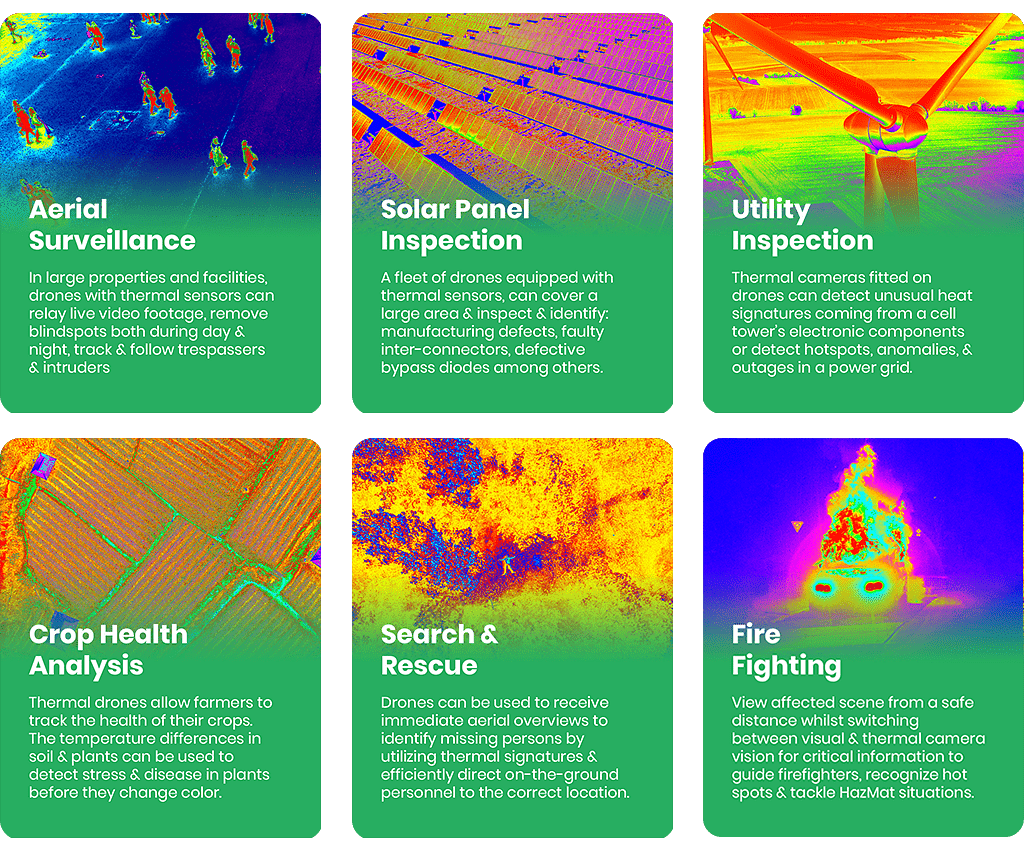 Aerial
Surveillance
In large properties and facilities,
drones with thermal sensors can
relay live video footage, remove
blindspots both during day &
night, track & follow trespassers
& intruders
Solar Panel
Inspection
A fleet of drones equipped with
thermal sensors, can cover a
large area & inspect & identify:
manufacturing defects, faulty
inter-connectors, defective
bypass diodes among others.
Utility
Inspection
Thermal cameras fitted on
drones can detect unusual heat
signatures coming from a cell
tower's electronic components
or detect hotspots, anomalies, &
outages in a power grid.
Crop Health
Analysis
Thermal drones allow farmers to
track the health of their crops.
The temperature differences in
soil & plants can be used to
detect stress & disease in plants
before they change color.
Search &
Rescue
Drones can be used to receive
immediate aerial overviews to
identify missing persons by
utilizing thermal signatures &
efficiently direct on-the-ground
personnel to the correct location.
Fire
Fighting
View affected scene from a safe
distance whilst switching
between visual & thermal camera
vision for critical information to
guide firefighters, recognize hot
spots & tackle HazMat situations.